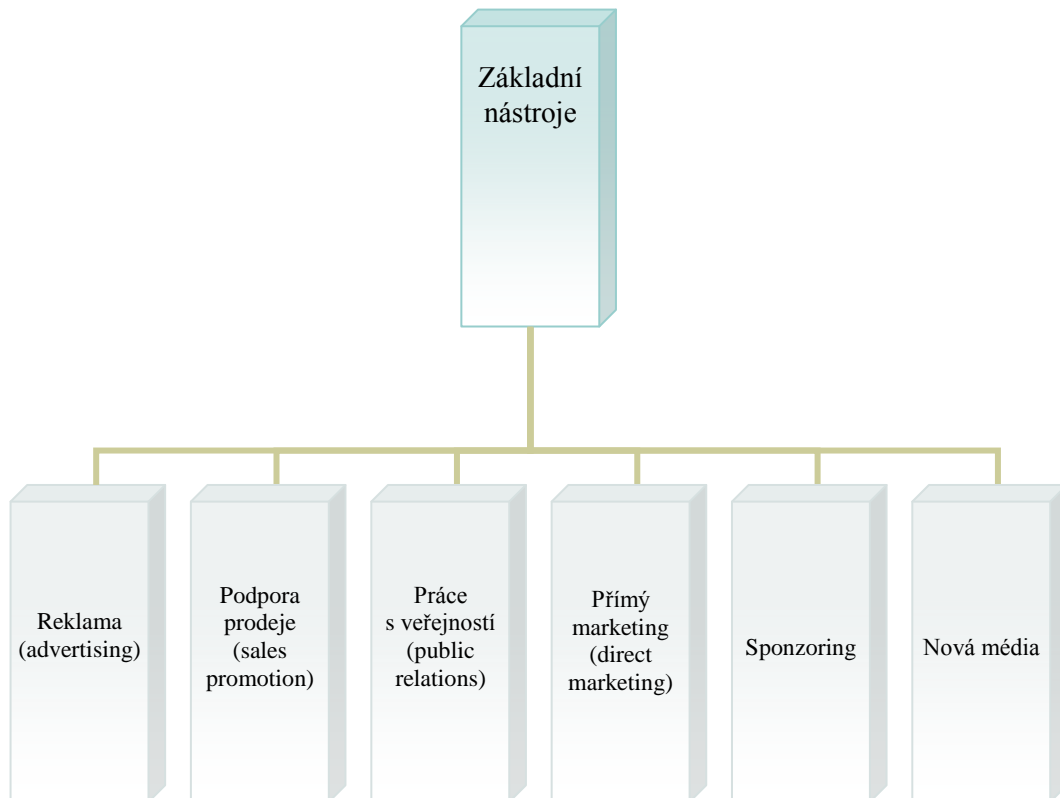 Základní
nástroje
Reklama
(advertising)
Podpora
prodeje
(sales
promotion)
Práce
s veřejností
(public
relations)
Přímý
marketing
(direct
marketing)
Sponzoring
Nová média